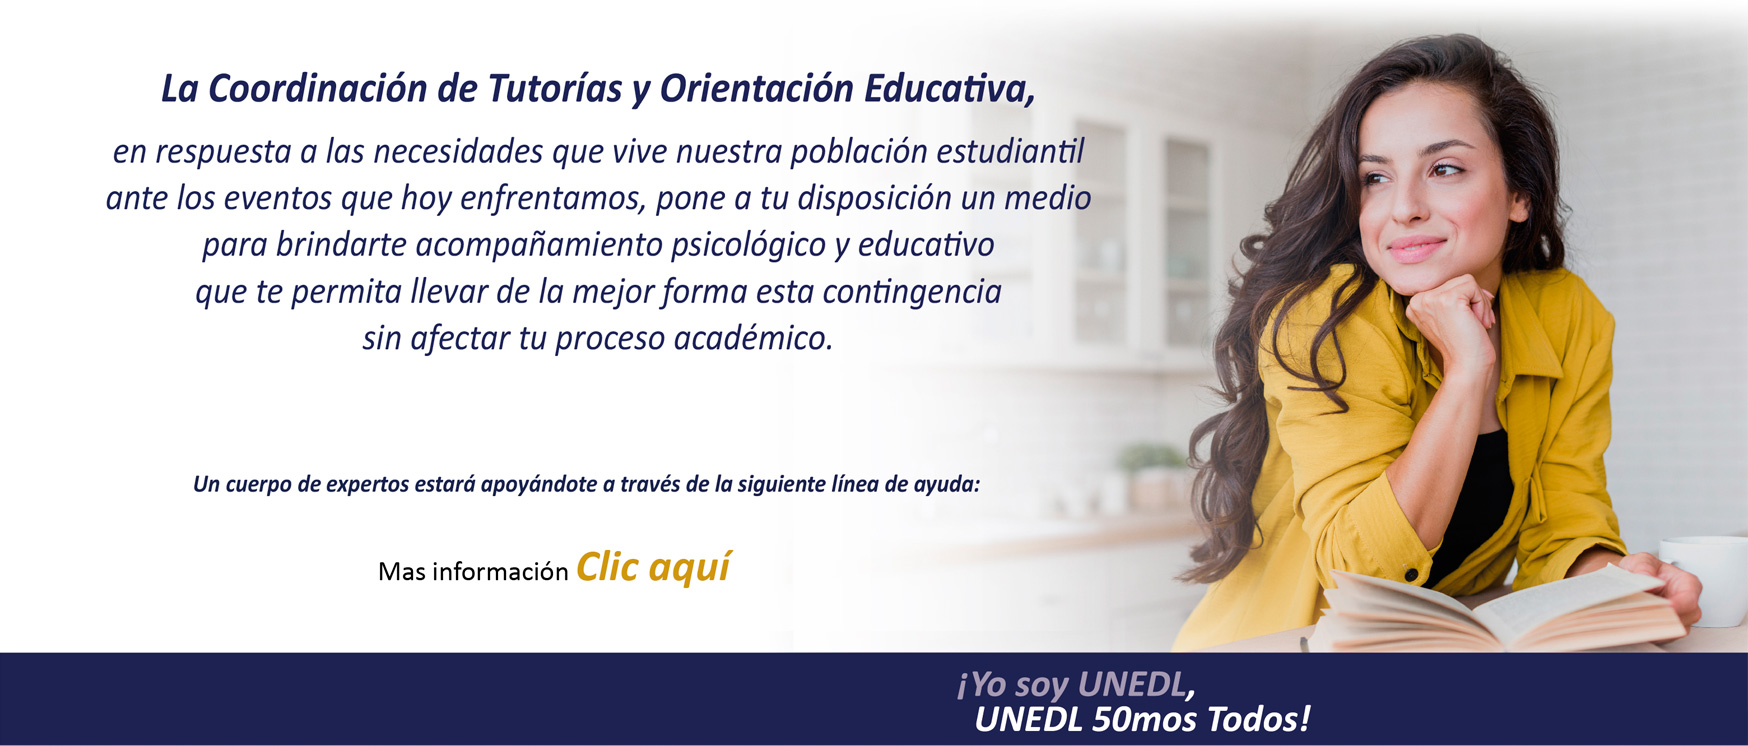 La Coordinación de Tutorías y Orientación Educativa,
en respuesta a las necesidades que vive nuestra población estudiantil
ante los eventos que hoy enfrentamos, pone a tu disposición un medio
para brindarte acompañamiento psicológico y educativo
que te permita llevar de la mejor forma esta contingencia
sin afectar tu proceso académico.
Un cuerpo de expertos estará apoyándote a través de la siguiente línea de ayuda:
Mas información Clic aquí
¡Yo soy UNEDL,
UNEDL 50mos Todos!